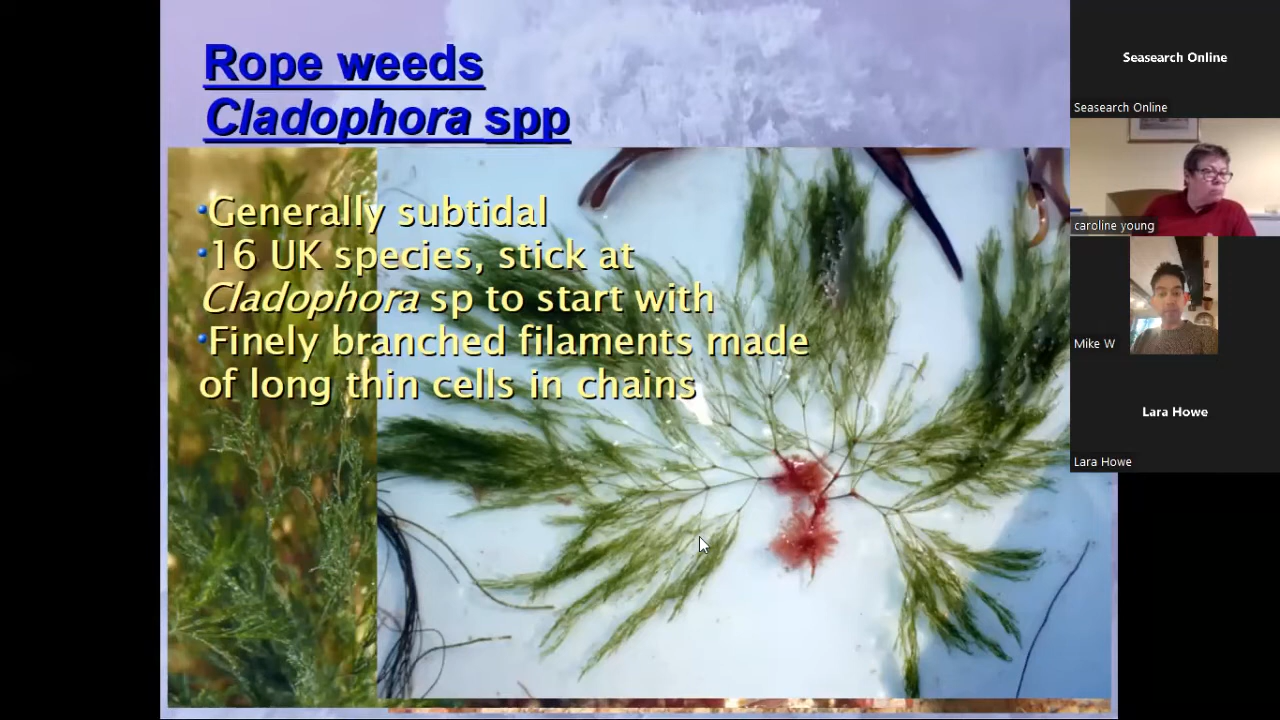 Rope weeds
Cladophora spp
•Generally subtidal
•16 UK species, stick at
Cladophora sp to start with
•Finely branched filaments made
of long thin cells in chains
Seasearch Online
Seasearch Online
caroline young
Mike W
Lara Howe
Lara Howe